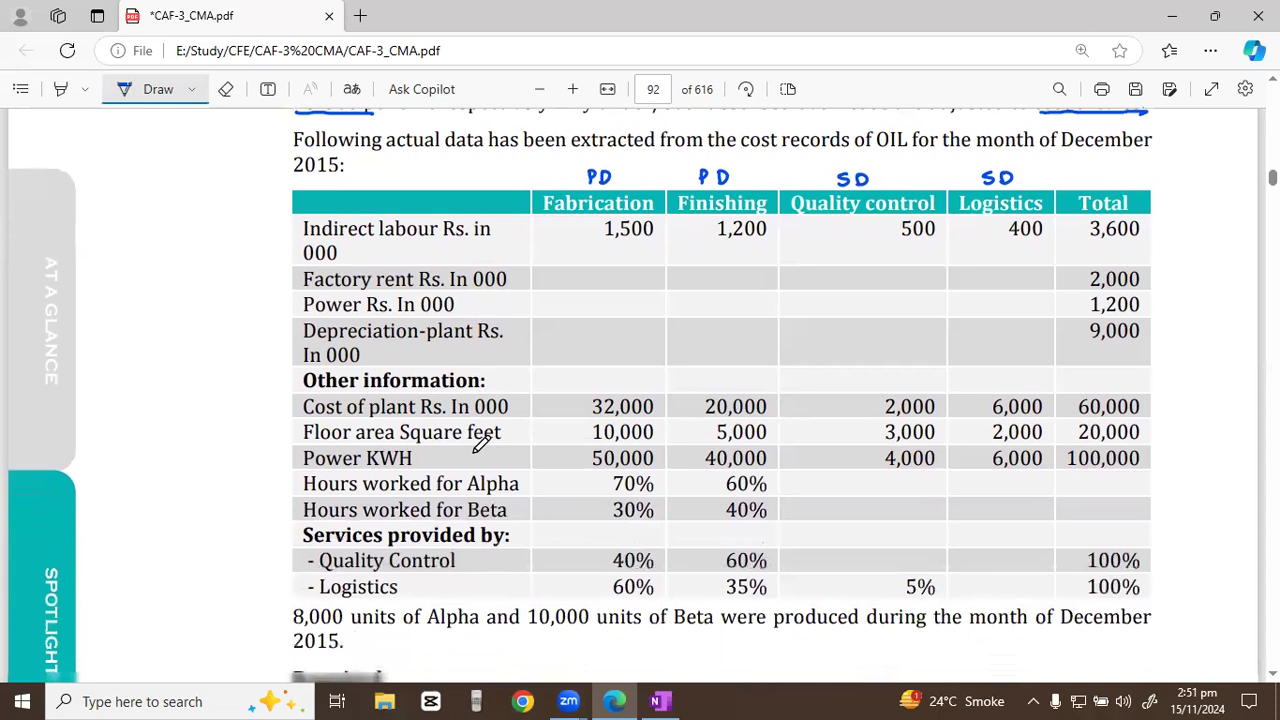 *CAF-3_CMA.pdf
File E:/Study/CFE/CAF-3%20CMA/CAF-3_CMA.pdf
Draw Ask Copilot 92 of 616
Following actual data has been extracted from the cost records of OIL for the month of December
2015:
PD PD SD SD
Fabrication Finishing Quality control Logistics Total
Indirect labour Rs. in 1,500 1,200 500 400 3,600
000
Factory rent Rs. In 000 2,000
Power Rs. In 000 1,200
Depreciation-plant Rs. 9,000
In 000
Other information:
Cost of plant Rs. In 000 32,000 20,000 2,000 6,000 60,000
Floor area Square feet 10,000 5,000 3,000 2,000 20,000
Power KWH 50,000 40,000 4,000 6,000 100,000
Hours worked for Alpha 70% 60%
Hours worked for Beta 30% 40%
Services provided by:
- Quality Control 40% 60% 100%
- Logistics 60% 35% 5% 100%
8,000 units of Alpha and 10,000 units of Beta were produced during the month of December
2015.
AT A GLANCE
SPOTLIGHT
Type here to search
24°C Smoke
2:51 pm
15/11/2024